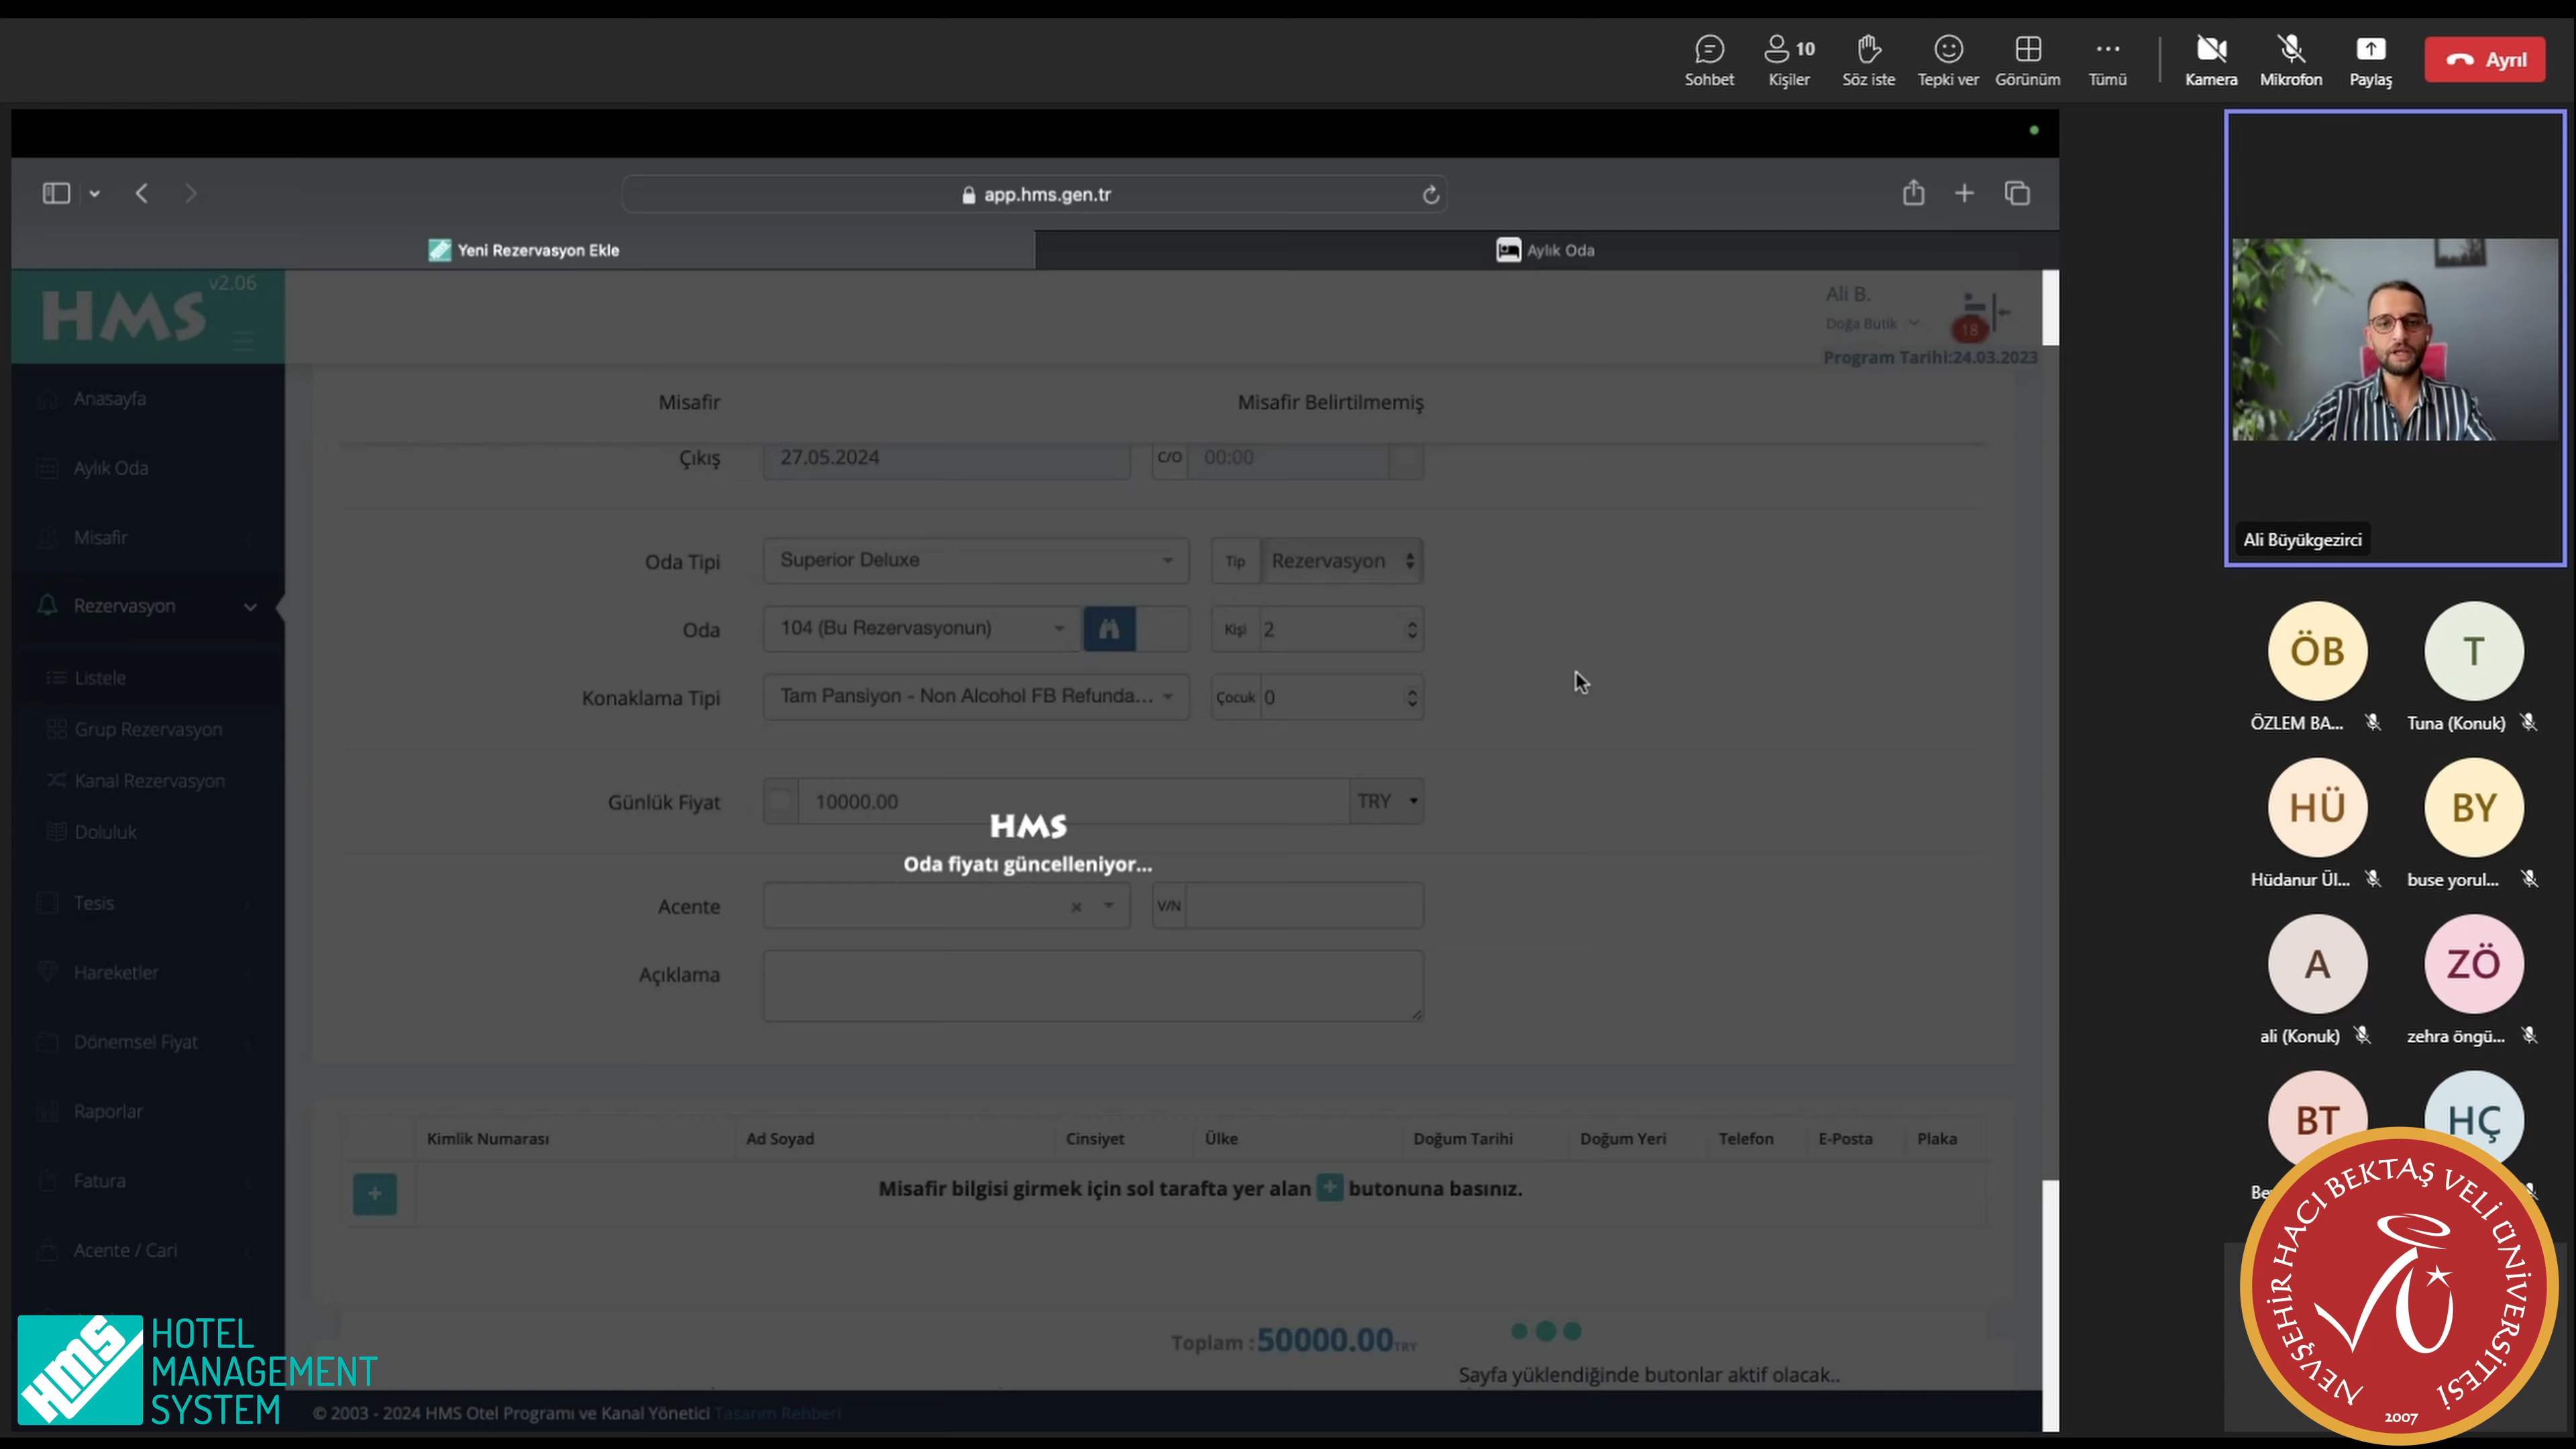 Sohbet
10
Kişiler
Söz iste
Tepki ver
Görünüm
Tümü
Kamera
Mikrofon
Paylaş
Ayrıl
app.hms.gen.tr
Yeni Rezervasyon Ekle
Aylık Oda
HMS v2.06
Ali B.
Doğa Butik
18
Program Tarihi:24.03.2023
Anasayfa
Aylık Oda
Misafir
Rezervasyon
Listele
Grup Rezervasyon
Kanal Rezervasyon
Doluluk
Tesis
Hareketler
Dönemsel Fiyat
Raporlar
Fatura
Acente / Cari
Misafir
Misafir Belirtilmemiş
Çıkış 27.05.2024 C/O 00:00
Oda Tipi Superior Deluxe Tip Rezervasyon
Oda 104 (Bu Rezervasyonun) Kişi 2
Konaklama Tipi Tam Pansiyon - Non Alcohol FB Refunda... Çocuk 0
Günlük Fiyat 10000.00 TRY
HMS
Oda fiyatı güncelleniyor...
Acente × V/N
Açıklama
Kimlik Numarası Ad Soyad Cinsiyet Ülke Doğum Tarihi Doğum Yeri Telefon E-Posta Plaka
+ Misafir bilgisi girmek için sol tarafta yer alan + butonuna basınız.
Toplam : 50000.00 TRY
Sayfa yüklendiğinde butonlar aktif olacak..
© 2003 - 2024 HMS Otel Programı ve Kanal Yönetici Tasarım Rehberi
HMS
HOTEL
MANAGEMENT
SYSTEM
Ali Büyükgezirci
ÖB
T
ÖZLEM BA...
Tuna (Konuk)
HÜ
BY
Hüdanur Ül...
buse yorul...
A
ZÖ
ali (Konuk)
zehra öngü...
BT
HÇ
NEVŞEHİR HACI BEKTAŞ VELİ ÜNİVERSİTESİ
2007